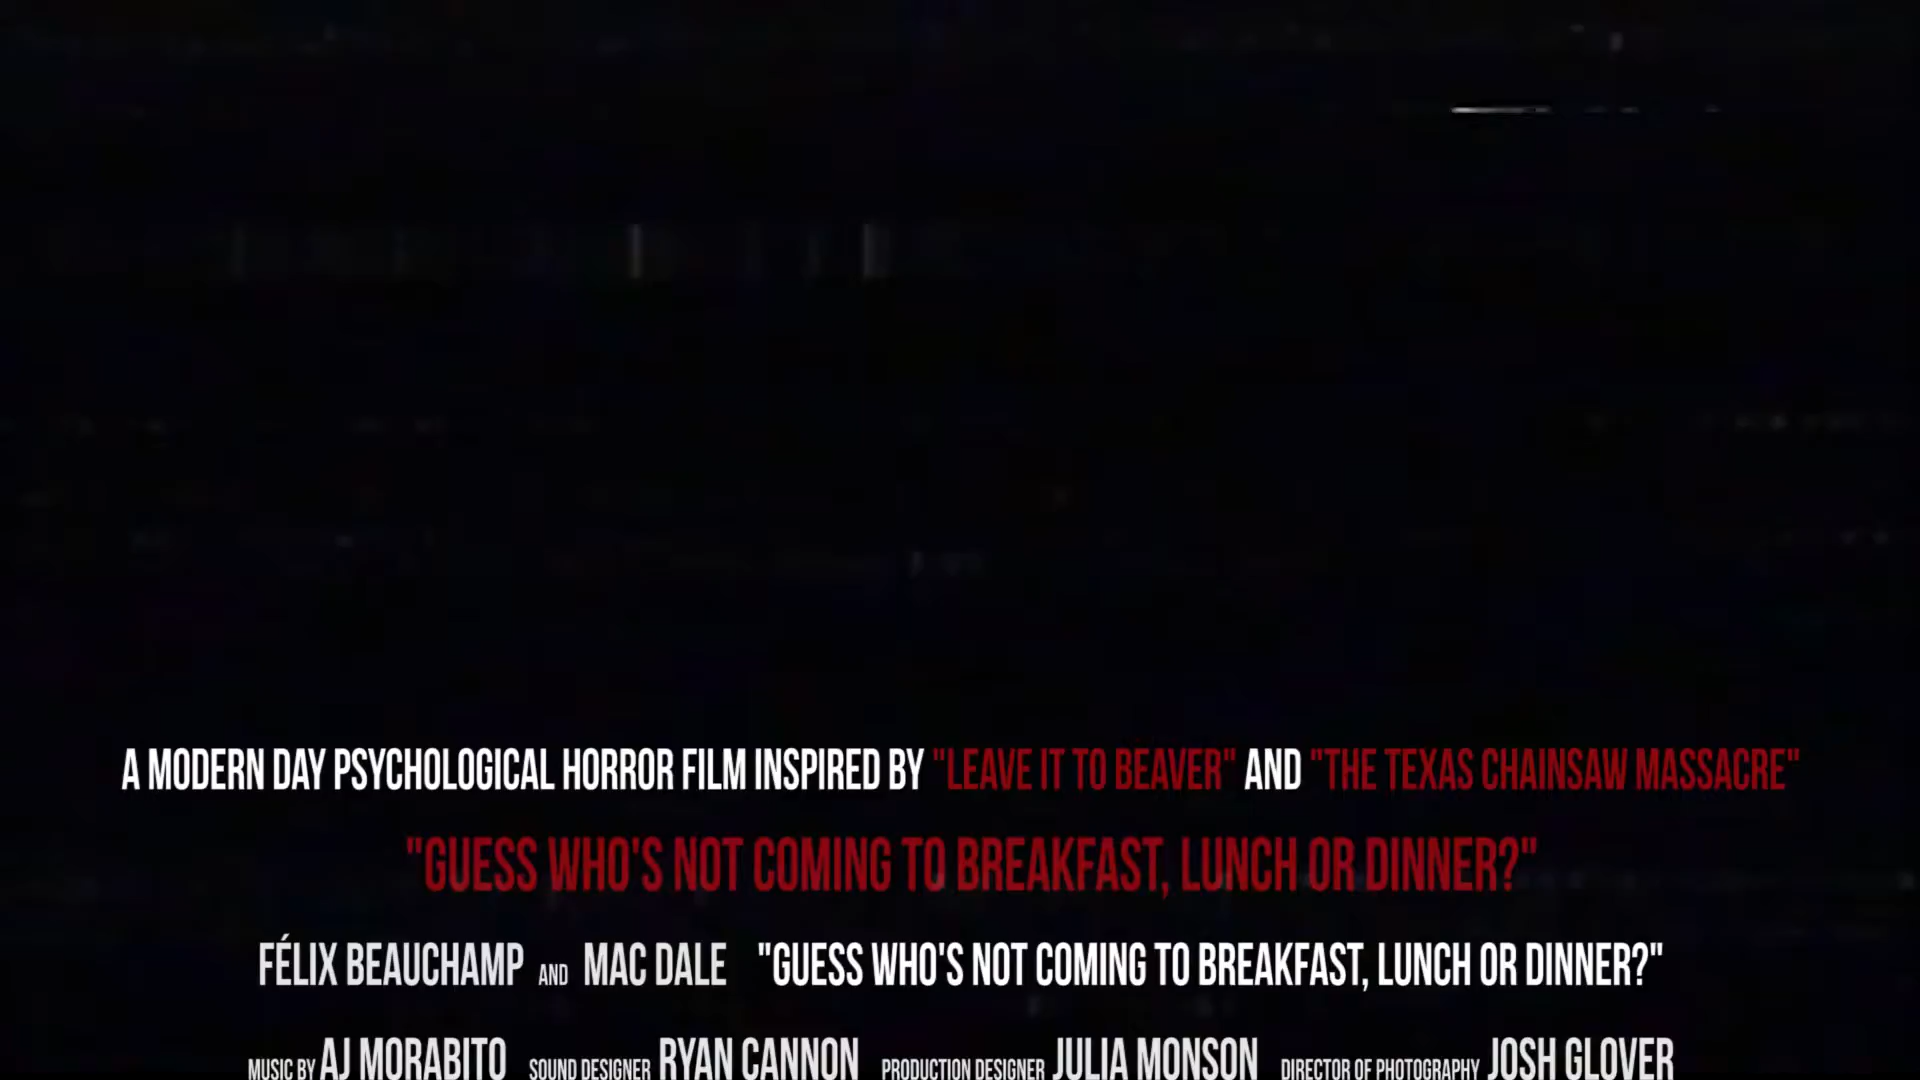 A MODERN DAY PSYCHOLOGICAL HORROR FILM INSPIRED BY "LEAVE IT TO BEAVER" AND "THE TEXAS CHAINSAW MASSACRE"
"GUESS WHO'S NOT COMING TO BREAKFAST, LUNCH OR DINNER?"
FÉLIX BEAUCHAMP AND MAC DALE "GUESS WHO'S NOT COMING TO BREAKFAST, LUNCH OR DINNER?"
MUSIC BY AJ MORABITO SOUND DESIGNER RYAN CANNON PRODUCTION DESIGNER JULIA MONSON DIRECTOR OF PHOTOGRAPHY JOSH GLOVER